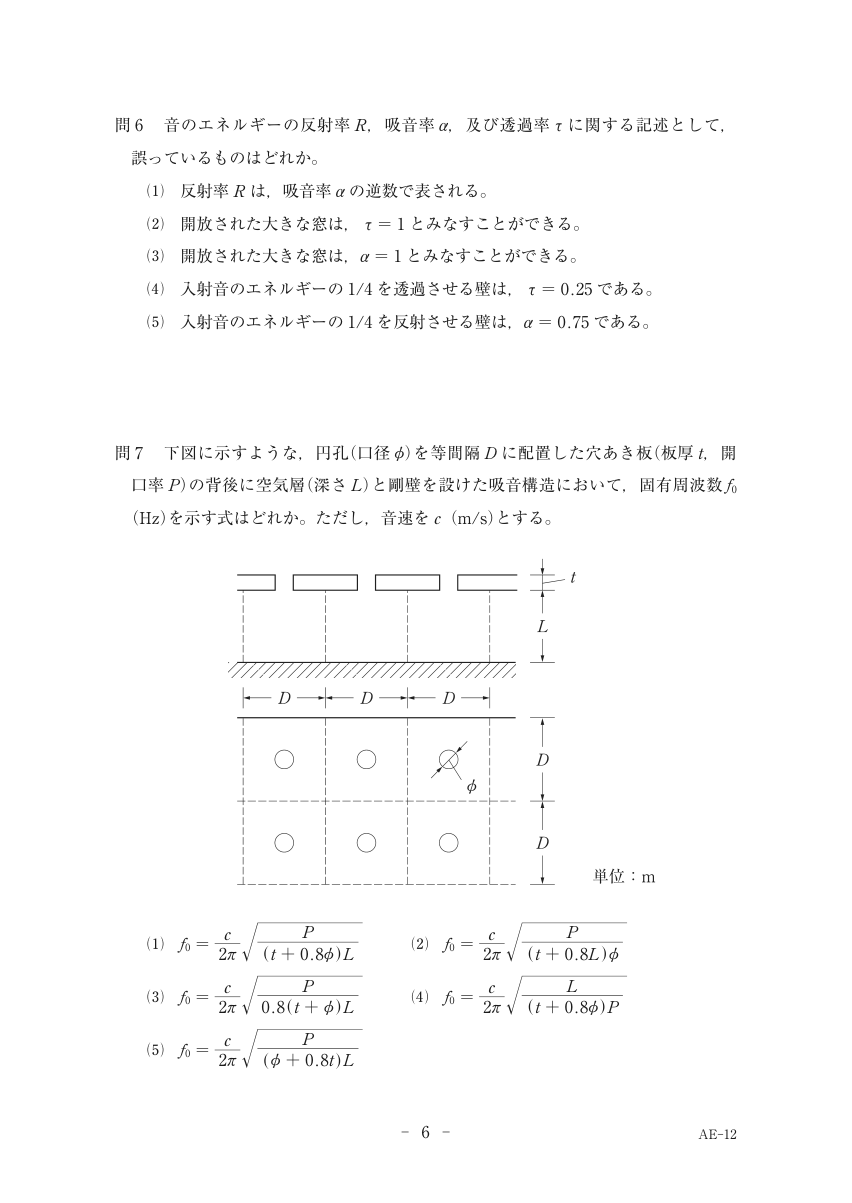 問6　音のエネルギーの反射率 R，吸音率 α，及び透過率 τ に関する記述として，
誤っているものはどれか。
(1)　反射率 R は，吸音率 α の逆数で表される。
(2)　開放された大きな窓は， τ = 1 とみなすことができる。
(3)　開放された大きな窓は，α = 1 とみなすことができる。
(4)　入射音のエネルギーの 1/4 を透過させる壁は， τ = 0.25 である。
(5)　入射音のエネルギーの 1/4 を反射させる壁は，α = 0.75 である。
問7　下図に示すような，円孔(口径 φ)を等間隔 D に配置した穴あき板(板厚 t，開
口率 P)の背後に空気層(深さ L)と剛壁を設けた吸音構造において，固有周波数 f₀
(Hz)を示す式はどれか。ただし，音速を c (m/s)とする。
t
L
D D D
D
φ
D
単位：m
(1) f₀ = c/2π √(P/((t + 0.8φ)L)) (2) f₀ = c/2π √(P/((t + 0.8L)φ))
(3) f₀ = c/2π √(P/(0.8(t + φ)L)) (4) f₀ = c/2π √(L/((t + 0.8φ)P))
(5) f₀ = c/2π √(P/((φ + 0.8t)L))
- 6 -
AE-12